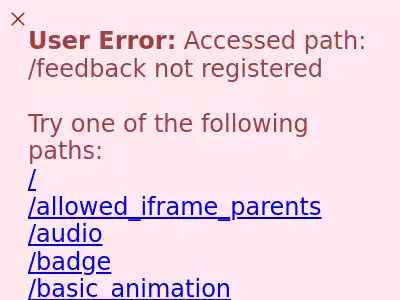 User Error: Accessed path:
/feedback not registered
Try one of the following
paths:
/
/allowed_iframe_parents
/audio
/badge
/basic_animation